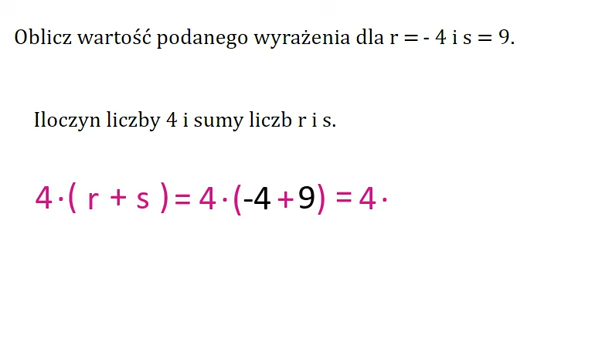 Oblicz wartość podanego wyrażenia dla r = - 4 i s = 9.
Iloczyn liczby 4 i sumy liczb r i s.
4·( r + s ) = 4·(-4+9) = 4·